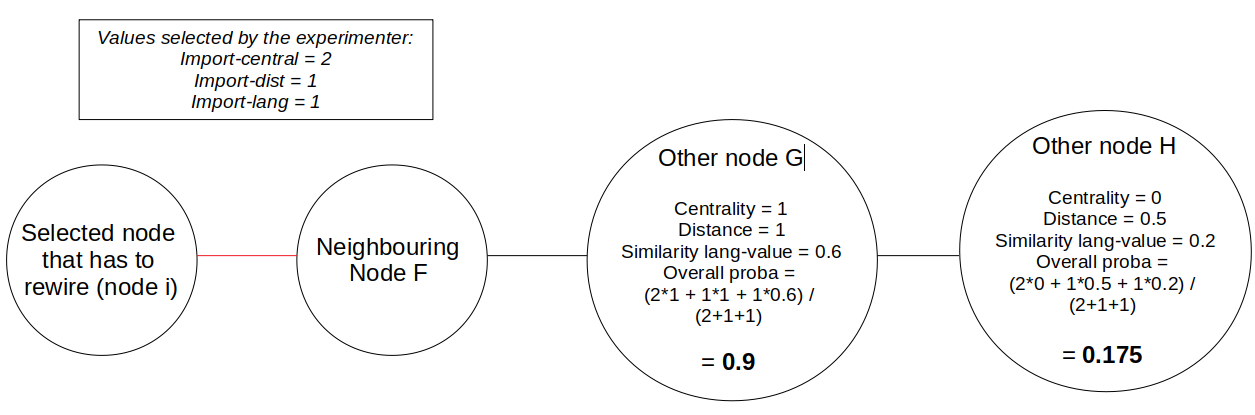 Values selected by the experimenter:
Import-central = 2
Import-dist = 1
Import-lang = 1
Selected node
that has to
rewire (node i)
Neighbouring
Node F
Other node G
Centrality = 1
Distance = 1
Similarity lang-value = 0.6
Overall proba =
(2*1 + 1*1 + 1*0.6) /
(2+1+1)
= 0.9
Other node H
Centrality = 0
Distance = 0.5
Similarity lang-value = 0.2
Overall proba =
(2*0 + 1*0.5 + 1*0.2) /
(2+1+1)
= 0.175